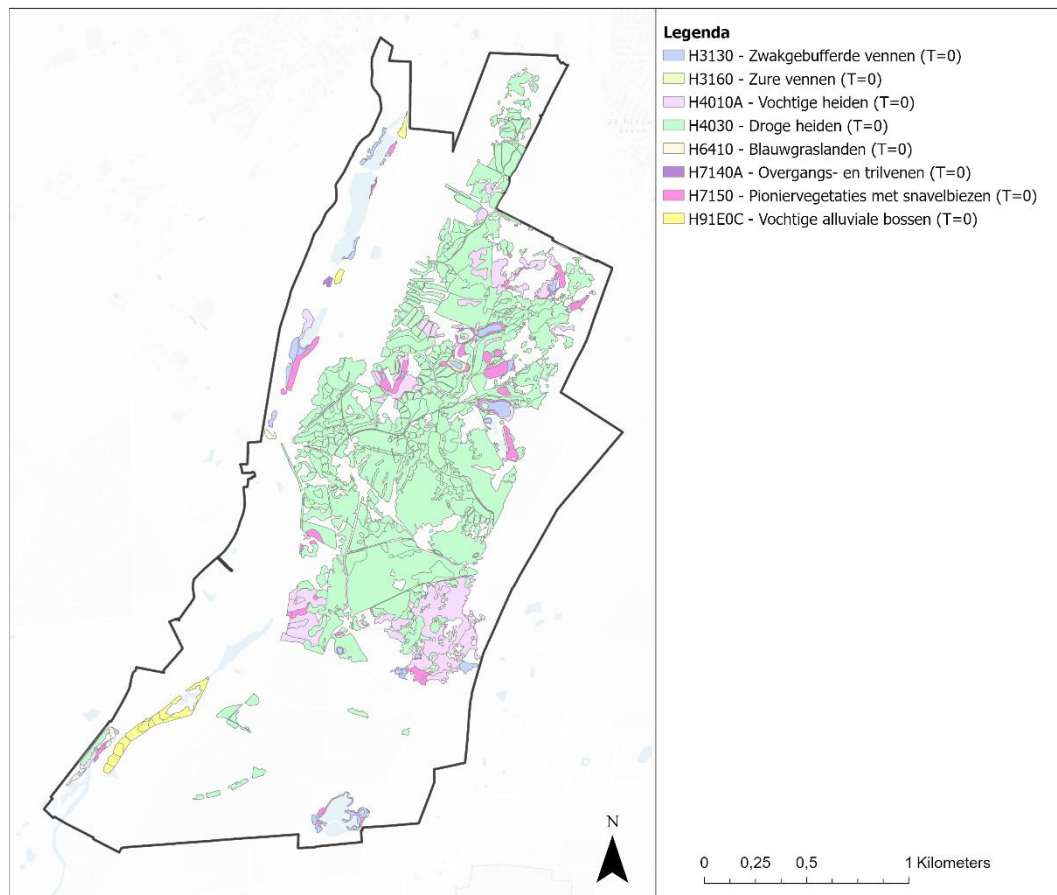 Legenda
H3130 - Zwakgebufferde vennen (T=0)
H3160 - Zure vennen (T=0)
H4010A - Vochtige heiden (T=0)
H4030 - Droge heiden (T=0)
H6410 - Blauwgraslanden (T=0)
H7140A - Overgangs- en trilvenen (T=0)
H7150 - Pioniervegetaties met snavelbiezen (T=0)
H91E0C - Vochtige alluviale bossen (T=0)
N
0 0,25 0,5 1 Kilometers